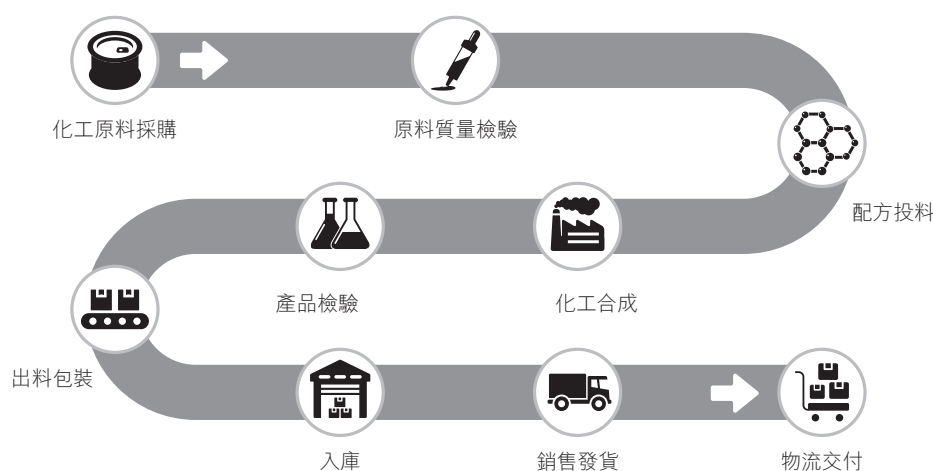 化工原料採購
原料質量檢驗
配方投料
化工合成
產品檢驗
出料包裝
入庫
銷售發貨
物流交付